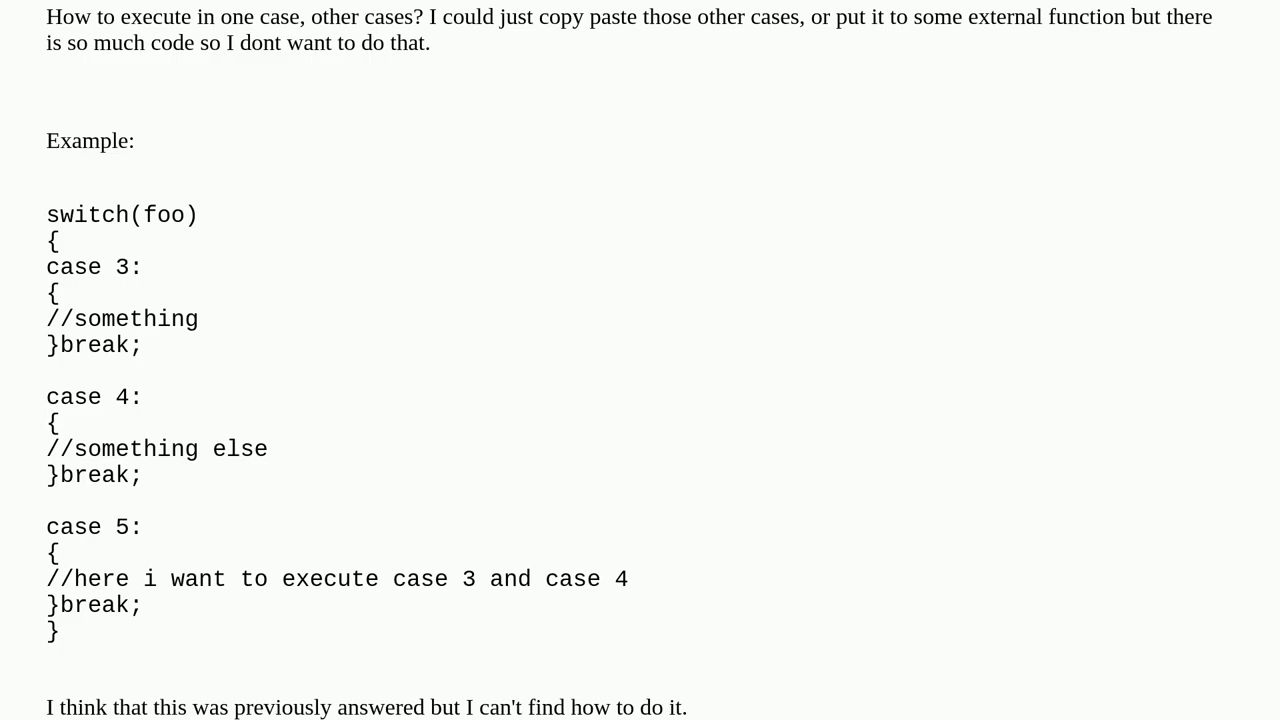 How to execute in one case, other cases? I could just copy paste those other cases, or put it to some external function but there
is so much code so I dont want to do that.
Example:
switch(foo)
{
case 3:
{
//something
}break;
case 4:
{
//something else
}break;
case 5:
{
//here i want to execute case 3 and case 4
}break;
}
I think that this was previously answered but I can't find how to do it.